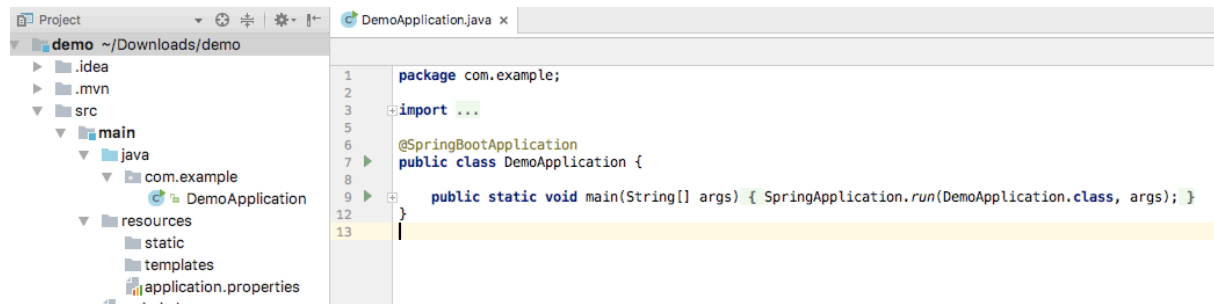 Project
demo ~/Downloads/demo
.idea
.mvn
src
main
java
com.example
DemoApplication
resources
static
templates
application.properties
DemoApplication.java ×
1 package com.example;
2
3 import ...
5
6 @SpringBootApplication
7 public class DemoApplication {
8
9 public static void main(String[] args) { SpringApplication.run(DemoApplication.class, args); }
12 }
13